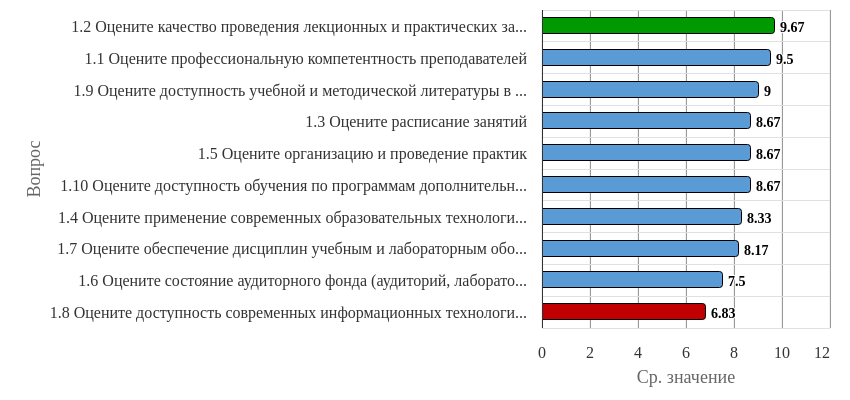 1.2 Оцените качество проведения лекционных и практических за... 9.67
1.1 Оцените профессиональную компетентность преподавателей 9.5
1.9 Оцените доступность учебной и методической литературы в ... 9
1.3 Оцените расписание занятий 8.67
1.5 Оцените организацию и проведение практик 8.67
1.10 Оцените доступность обучения по программам дополнительн... 8.67
1.4 Оцените применение современных образовательных технологи... 8.33
1.7 Оцените обеспечение дисциплин учебным и лабораторным обо... 8.17
1.6 Оцените состояние аудиторного фонда (аудиторий, лаборато... 7.5
1.8 Оцените доступность современных информационных технологи... 6.83
Вопрос
0 2 4 6 8 10 12
Ср. значение